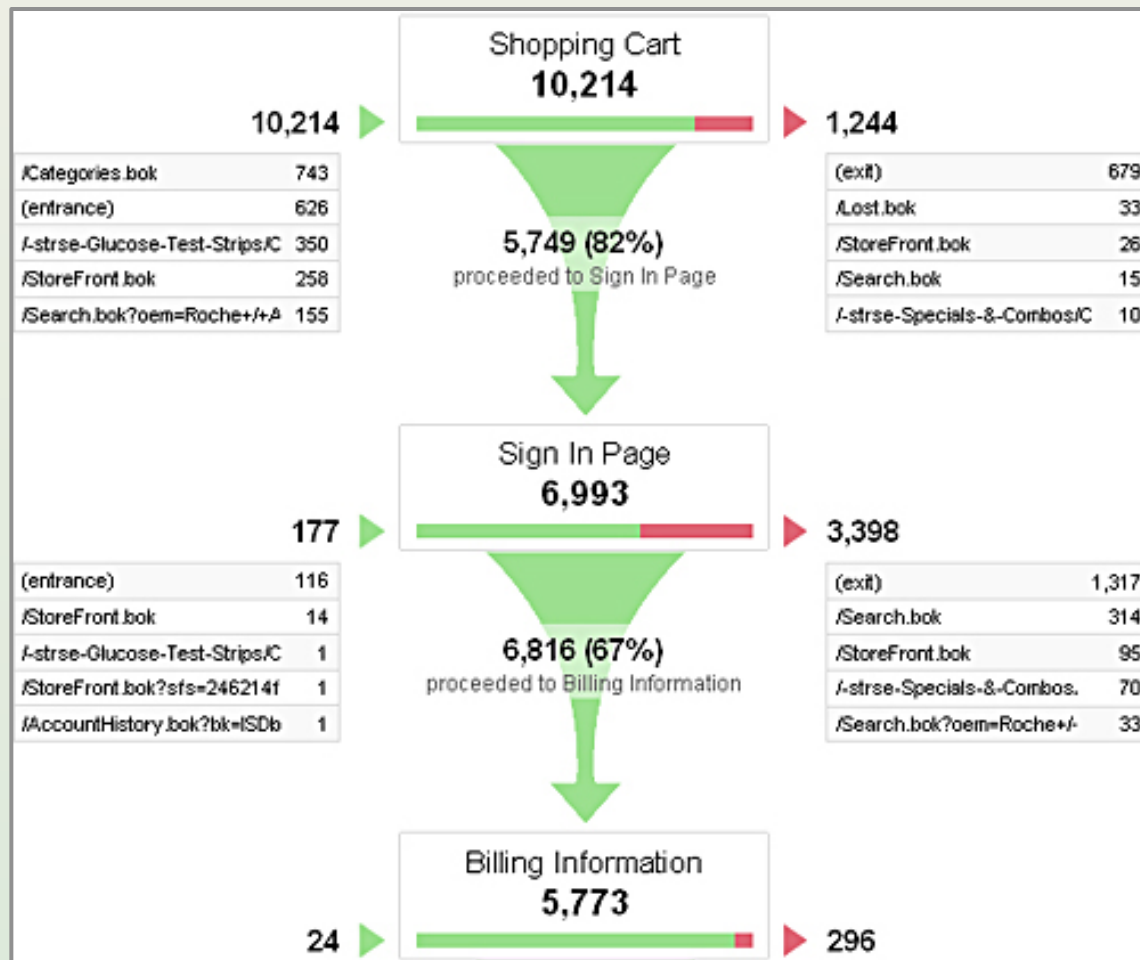 Shopping Cart
10,214
10,214
1,244
/Categories.bok 743
(entrance) 626
/-strse-Glucose-Test-Strips/C 350
/StoreFront.bok 258
/Search.bok?oem=Roche+/+A 155
(exit) 679
/Lost.bok 33
/StoreFront.bok 26
/Search.bok 15
/-strse-Specials-&-Combos/C 10
5,749 (82%)
proceeded to Sign In Page
Sign In Page
6,993
177
3,398
(entrance) 116
/StoreFront.bok 14
/-strse-Glucose-Test-Strips/C 1
/StoreFront.bok?sfs=246214f 1
/AccountHistory.bok?bk=ISDb 1
(exit) 1,317
/Search.bok 314
/StoreFront.bok 95
/-strse-Specials-&-Combos. 70
/Search.bok?oem=Roche+/- 33
6,816 (67%)
proceeded to Billing Information
Billing Information
5,773
24
296